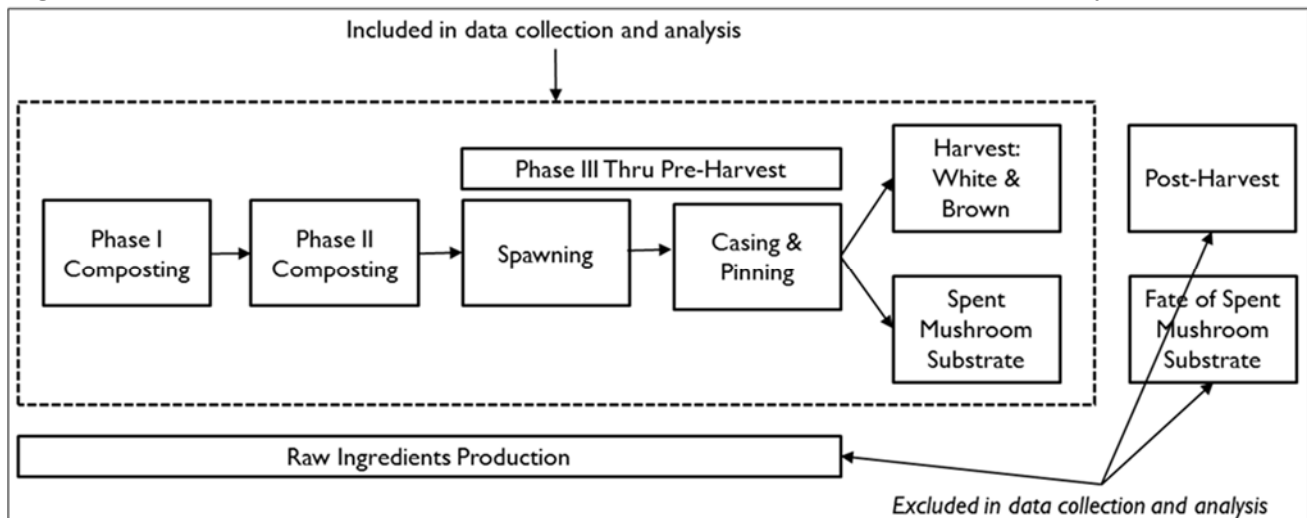 Included in data collection and analysis
Phase III Thru Pre-Harvest
Phase I
Composting
Phase II
Composting
Spawning
Casing &
Pinning
Harvest:
White &
Brown
Spent
Mushroom
Substrate
Post-Harvest
Fate of Spent
Mushroom
Substrate
Raw Ingredients Production
Excluded in data collection and analysis